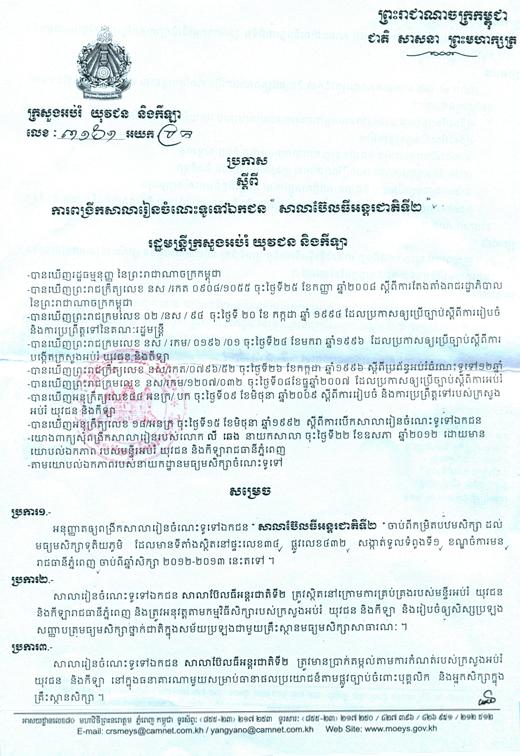 ព្រះរាជាណាចក្រកម្ពុជា
ជាតិ សាសនា ព្រះមហាក្សត្រ
ក្រសួងអប់រំ យុវជន និងកីឡា
លេខ : ៣១៦១ អយក
ប្រកាស
ស្តីពី
ការពង្រីកសាលារៀនចំណេះទូទៅឯកជន “ សាលាប៊ែលធីអន្តរជាតិទី២ ”
រដ្ឋមន្ត្រីក្រសួងអប់រំ យុវជន និងកីឡា
-បានឃើញរដ្ឋធម្មនុញ្ញ នៃព្រះរាជាណាចក្រកម្ពុជា
-បានឃើញព្រះរាជក្រឹត្យលេខ នស /រកត ០៩០៨/១០៥៥ ចុះថ្ងៃទី២៥ ខែកញ្ញា ឆ្នាំ២០០៨ ស្តីពីការតែងតាំងរាជរដ្ឋាភិបាល
នៃព្រះរាជាណាចក្រកម្ពុជា
-បានឃើញព្រះរាជក្រមលេខ ០២ /នស / ៩៤ ចុះថ្ងៃទី ២០ ខែ កក្កដា ឆ្នាំ ១៩៩៤ ដែលប្រកាសឲ្យប្រើច្បាប់ស្តីពីការរៀបចំ
និងការប្រព្រឹត្តទៅនៃគណៈរដ្ឋមន្ត្រី
-បានឃើញព្រះរាជក្រមលេខ នស / រកម/ ០១៩៦ /០១ ចុះថ្ងៃទី២៤ ខែមករា ឆ្នាំ១៩៩៦ ដែលប្រកាសឲ្យប្រើច្បាប់ស្តីពីការ
បង្កើតក្រសួងអប់រំ យុវជន និងកីឡា
-បានឃើញព្រះរាជក្រឹត្យលេខ នស/រកត/០៧៩៦/៥២ ចុះថ្ងៃទី២៦ ខែកក្កដា ឆ្នាំ១៩៩៦ ស្តីពីប្រព័ន្ធអប់រំចំណេះទូទៅ១២ឆ្នាំ
-បានឃើញព្រះរាជក្រមលេខ នស /រកម/១២០៧/០៣២ ចុះថ្ងៃទី០៨ខែធ្នូឆ្នាំ២០០៧ ដែលប្រកាសឲ្យប្រើច្បាប់ស្តីពីការអប់រំ
-បានឃើញអនុក្រឹត្យលេខ៨៤ អនក្រ/ បក ចុះថ្ងៃទី០៩ ខែមិថុនា ឆ្នាំ២០០៩ ស្តីពីការរៀបចំ និងការប្រព្រឹត្តទៅរបស់ក្រសួង
អប់រំ យុវជន និងកីឡា
-បានឃើញអនុក្រឹត្យលេខ ១៨/អនក្រ ចុះថ្ងៃទី១៥ ខែមិថុនា ឆ្នាំ១៩៩២ ស្តីពីការបើកសាលារៀនចំណេះទូទៅឯកជន
-យោងពាក្យសុំពង្រីកសាលារៀនរបស់លោក លី ឆេង នាយកសាលា ចុះថ្ងៃទី២២ ខែឧសភា ឆ្នាំ២០១២ ដោយមាន
យោបល់ឯកភាព របស់មន្ទីរអប់រំ យុវជន និងកីឡារាជធានីភ្នំពេញ
-តាមយោបល់ឯកភាពរបស់នាយកដ្ឋានមធ្យមសិក្សាចំណេះទូទៅ
សម្រេច
ប្រការ១.-
អនុញ្ញាតឲ្យពង្រីកសាលារៀនចំណេះទូទៅឯកជន “ សាលាប៊ែលធីអន្តរជាតិទី២ ” ចាប់ពីកម្រិតបឋមសិក្សា ដល់
មធ្យមសិក្សាទុតិយភូមិ ដែលមានទីតាំងស្ថិតនៅផ្ទះលេខ៣៨ ផ្លូវលេខ៤៣២ សង្កាត់ទួលទំពូងទី១ ខណ្ឌចំការមន
រាជធានីភ្នំពេញ ចាប់ពីឆ្នាំសិក្សា ២០១២-២០១៣ នេះតទៅ ។
ប្រការ២.-
សាលារៀនចំណេះទូទៅឯកជន សាលាប៊ែលធីអន្តរជាតិទី២ ត្រូវស្ថិតនៅក្រោមការគ្រប់គ្រងរបស់មន្ទីរអប់រំ យុវជន
និងកីឡារាជធានីភ្នំពេញ និងត្រូវអនុវត្តតាមកម្មវិធីសិក្សារបស់ក្រសួងអប់រំ យុវជន និងកីឡា និងរៀបចំឲ្យសិស្សប្រឡង
សញ្ញាបត្រមធ្យមសិក្សាថ្នាក់ជាតិក្នុងសម័យប្រឡងជាមួយគ្រឹះស្ថានមធ្យមសិក្សាសាធារណៈ ។
ប្រការ៣.-
សាលារៀនចំណេះទូទៅឯកជន សាលាប៊ែលធីអន្តរជាតិទី២ ត្រូវមានប្រាក់តម្កល់តាមការកំណត់របស់ក្រសួងអប់រំ
យុវជន និងកីឡា នៅក្នុងធនាគារណាមួយសម្រាប់ធានាផលប្រយោជន៍តាមផ្លូវច្បាប់ចំពោះបុគ្គលិក និងអ្នកសិក្សាក្នុង
គ្រឹះស្ថានសិក្សា ។
អាសយដ្ឋានលេខ៨០ មហាវិថីព្រះនរោត្តម ភ្នំពេញ កម្ពុជា ទូរស័ព្ទ: (៨៥៥-២៣) ២១៧ ២៥៣ ទូរសារ: (៨៥៥-២៣) ២១៧ ២៥០ / ៤២៧ ៣៩៦ / ៤២៦ ៩៥១ / ២១២ ៥១២
E-mail: crsmeys@camnet.com.kh / yangyano@camnet.com.kh Web Site: www.moeys.gov.kh